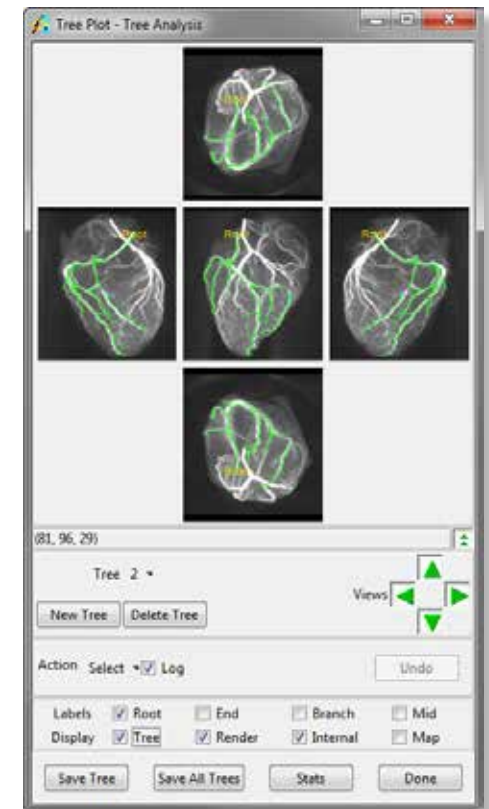 Tree Plot - Tree Analysis
Root
Root
Root
Root
Root
(81, 96, 29)
Tree 2
Views
New Tree Delete Tree
Action Select Log Undo
Labels Root End Branch Mid
Display Tree Render Internal Map
Save Tree Save All Trees Stats Done